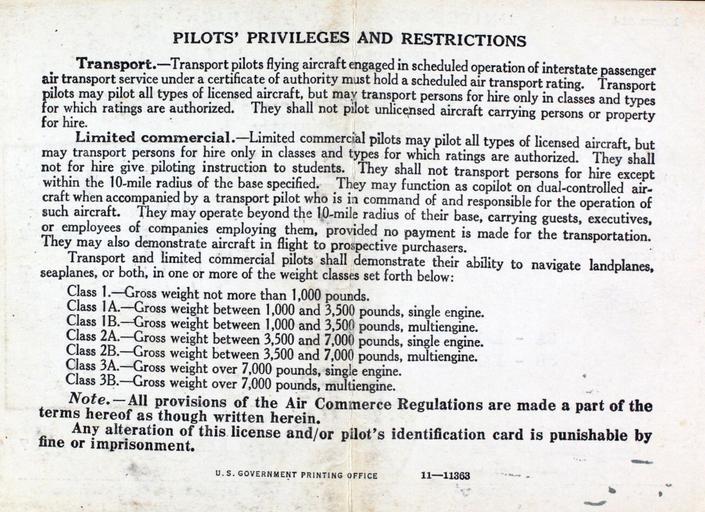 PILOTS' PRIVILEGES AND RESTRICTIONS
Transport.—Transport pilots flying aircraft engaged in scheduled operation of interstate passenger
air transport service under a certificate of authority must hold a scheduled air transport rating. Transport
pilots may pilot all types of licensed aircraft, but may transport persons for hire only in classes and types
for which ratings are authorized. They shall not pilot unlicensed aircraft carrying persons or property
for hire.
Limited commercial.—Limited commercial pilots may pilot all types of licensed aircraft, but
may transport persons for hire only in classes and types for which ratings are authorized. They shall
not for hire give piloting instruction to students. They shall not transport persons for hire except
within the 10-mile radius of the base specified. They may function as copilot on dual-controlled air-
craft when accompanied by a transport pilot who is in command of and responsible for the operation of
such aircraft. They may operate beyond the 10-mile radius of their base, carrying guests, executives,
or employees of companies employing them, provided no payment is made for the transportation.
They may also demonstrate aircraft in flight to prospective purchasers.
Transport and limited commercial pilots shall demonstrate their ability to navigate landplanes,
seaplanes, or both, in one or more of the weight classes set forth below:
Class 1.—Gross weight not more than 1,000 pounds.
Class 1A.—Gross weight between 1,000 and 3,500 pounds, single engine.
Class 1B.—Gross weight between 1,000 and 3,500 pounds, multiengine.
Class 2A.—Gross weight between 3,500 and 7,000 pounds, single engine.
Class 2B.—Gross weight between 3,500 and 7,000 pounds, multiengine.
Class 3A.—Gross weight over 7,000 pounds, single engine.
Class 3B.—Gross weight over 7,000 pounds, multiengine.
Note.—All provisions of the Air Commerce Regulations are made a part of the
terms hereof as though written herein.
Any alteration of this license and/or pilot's identification card is punishable by
fine or imprisonment.
U. S. GOVERNMENT PRINTING OFFICE 11—11363